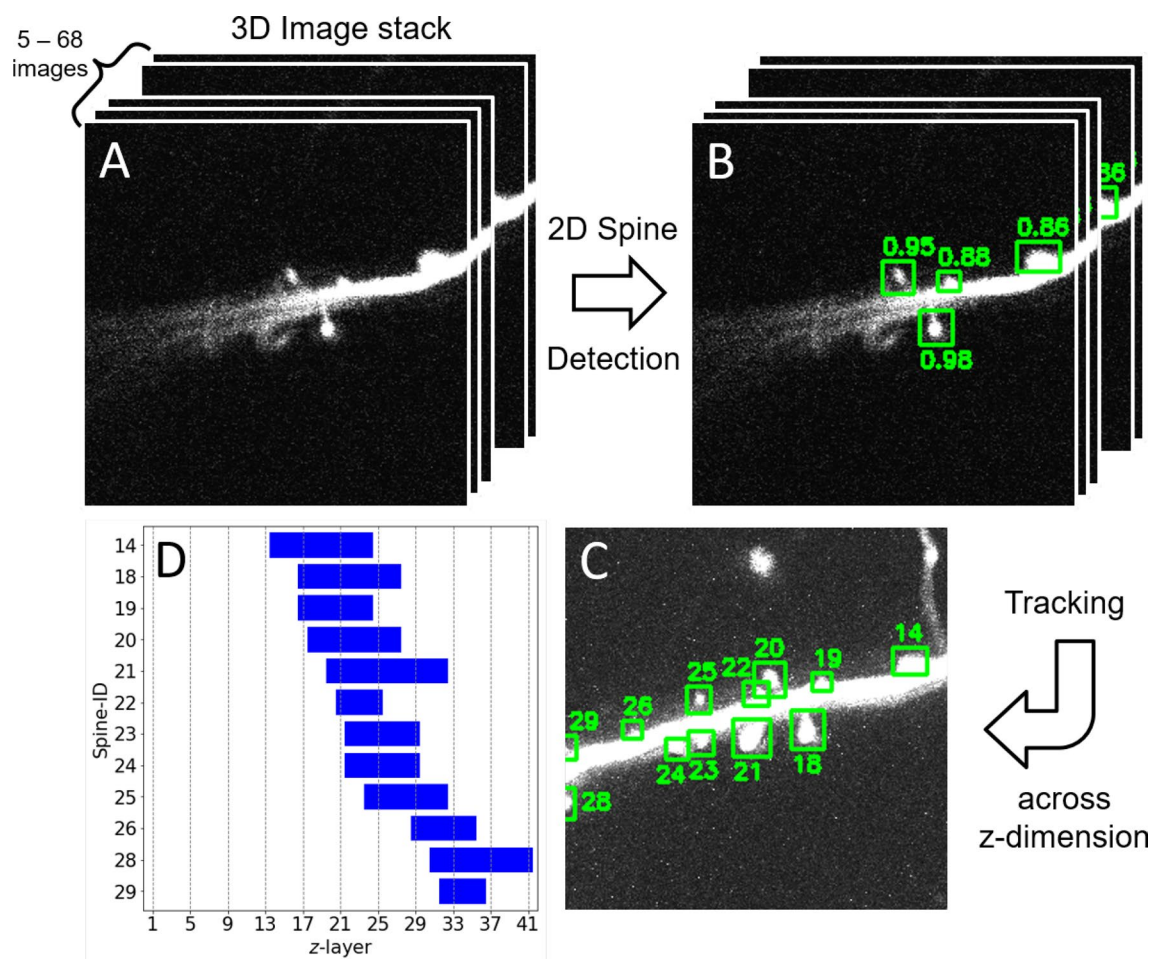 3D Image stack
5 – 68
images
A
B
86
0.95
0.88
0.86
0.98
2D Spine
Detection
D
14
18
19
20
21
22
23
24
25
26
28
29
Spine-ID
1 5 9 13 17 21 25 29 33 37 41
z-layer
C
14
20
19
22
25
26
29
24 23 21 18
28
Tracking
across
z-dimension